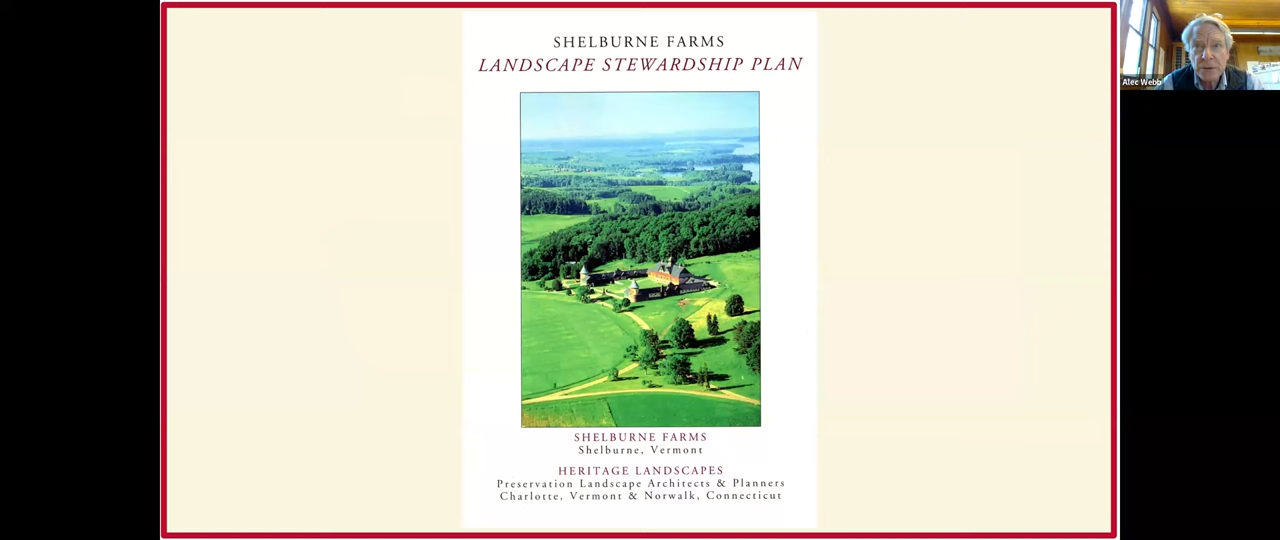 SHELBURNE FARMS
LANDSCAPE STEWARDSHIP PLAN
SHELBURNE FARMS
Shelburne, Vermont
HERITAGE LANDSCAPES
Preservation Landscape Architects & Planners
Charlotte, Vermont & Norwalk, Connecticut
Alec Webb